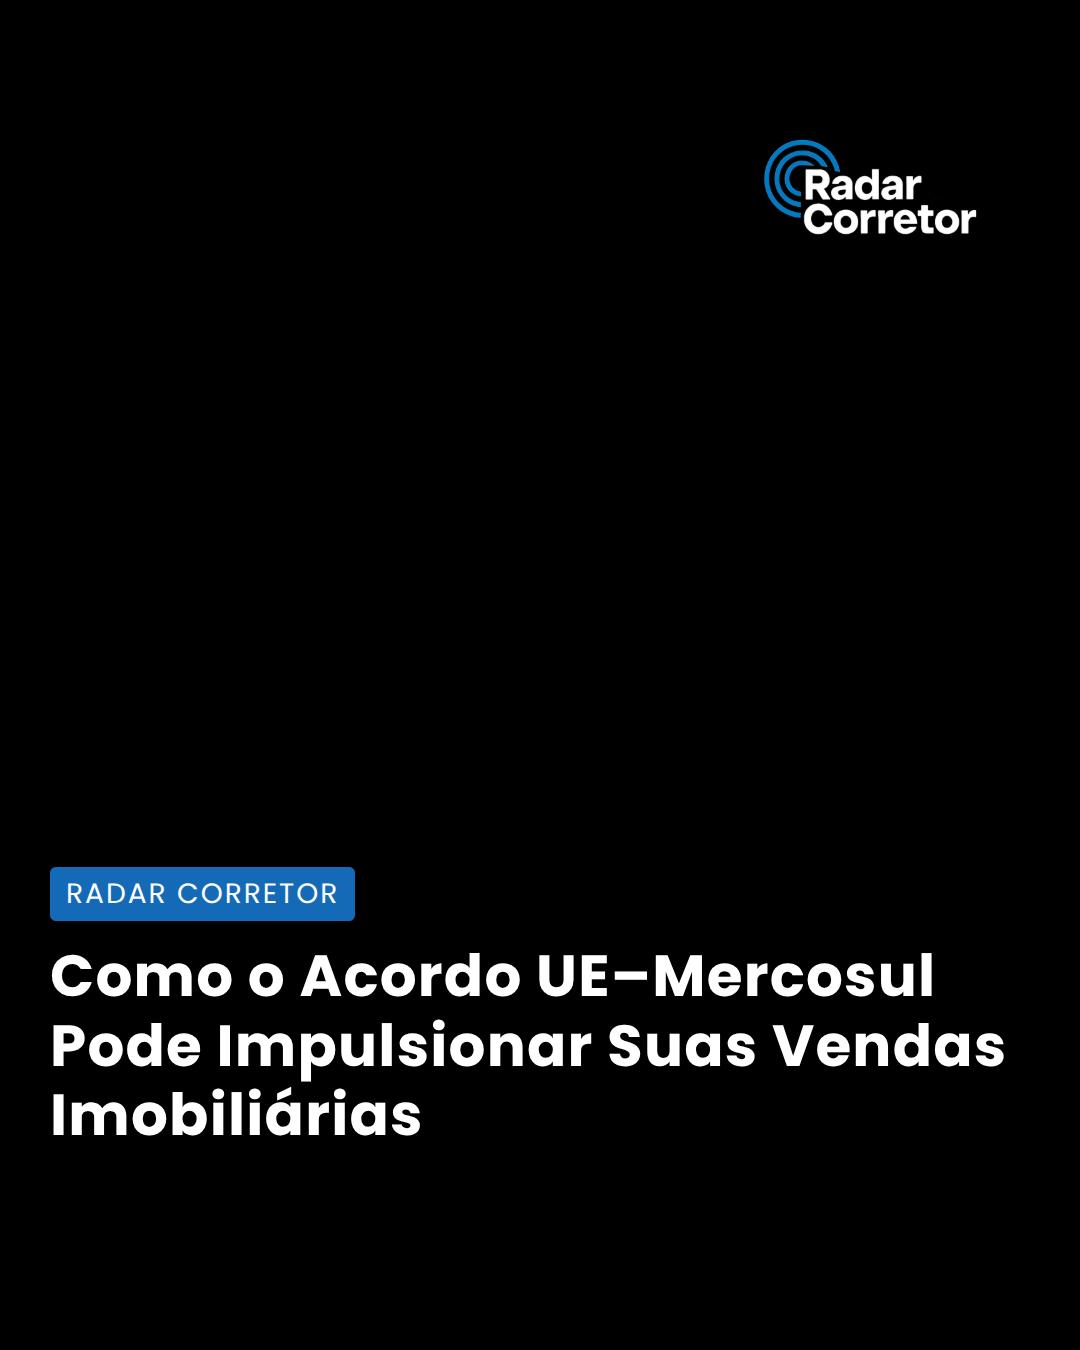 Radar
Corretor
RADAR CORRETOR
Como o Acordo UE–Mercosul
Pode Impulsionar Suas Vendas
Imobiliárias